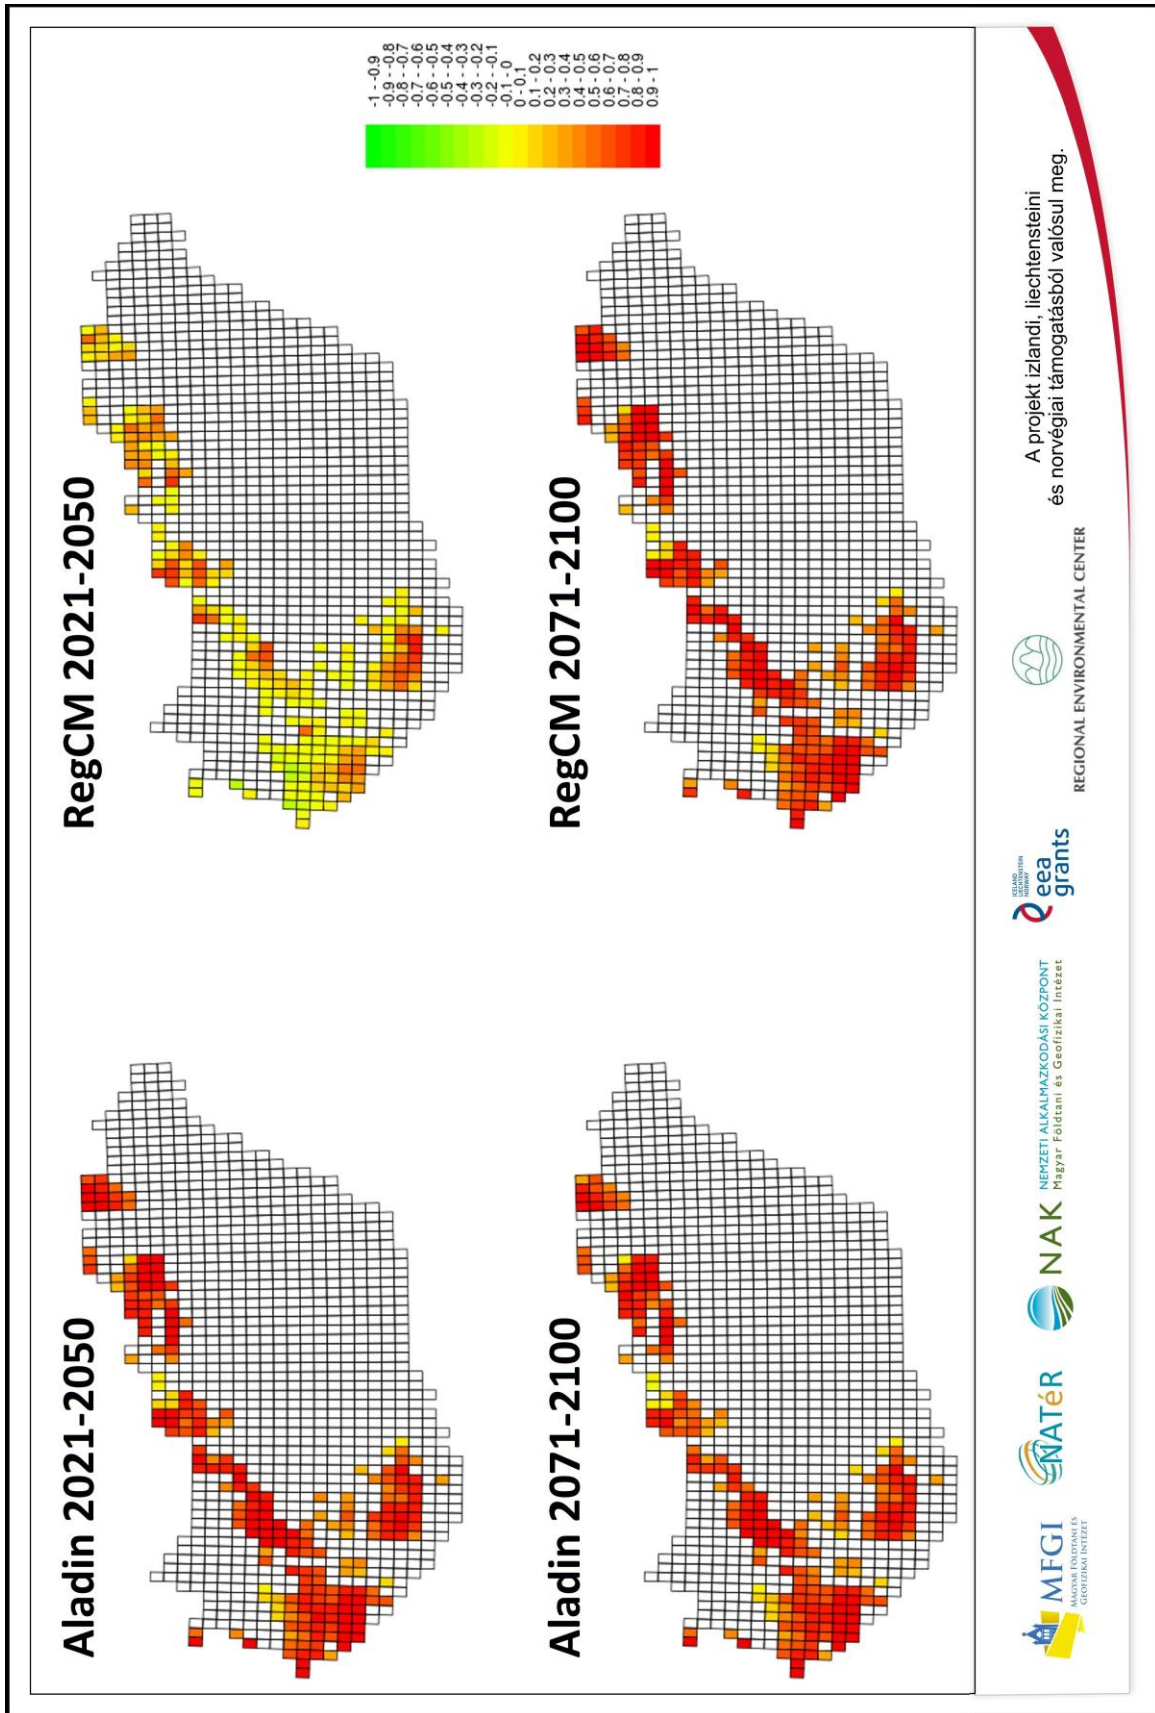 Aladin 2021-2050
RegCM 2021-2050
-1 - -0.9
-0.9 - -0.8
-0.8 - -0.7
-0.7 - -0.6
-0.6 - -0.5
-0.5 - -0.4
-0.4 - -0.3
-0.3 - -0.2
-0.2 - -0.1
-0.1 - 0
0 - 0.1
0.1 - 0.2
0.2 - 0.3
0.3 - 0.4
0.4 - 0.5
0.5 - 0.6
0.6 - 0.7
0.7 - 0.8
0.8 - 0.9
0.9 - 1
Aladin 2071-2100
RegCM 2071-2100
MFGI
MAGYAR FÖLDTANI ÉS
GEOFIZIKAI INTÉZET
NATéR
NAK
NEMZETI ALKALMAZKODÁSI KÖZPONT
Magyar Földtani és Geofizikai Intézet
ICELAND
LIECHTENSTEIN
NORWAY
eea
grants
REGIONAL ENVIRONMENTAL CENTER
A projekt izlandi, liechtensteini
és norvégiai támogatásból valósul meg.